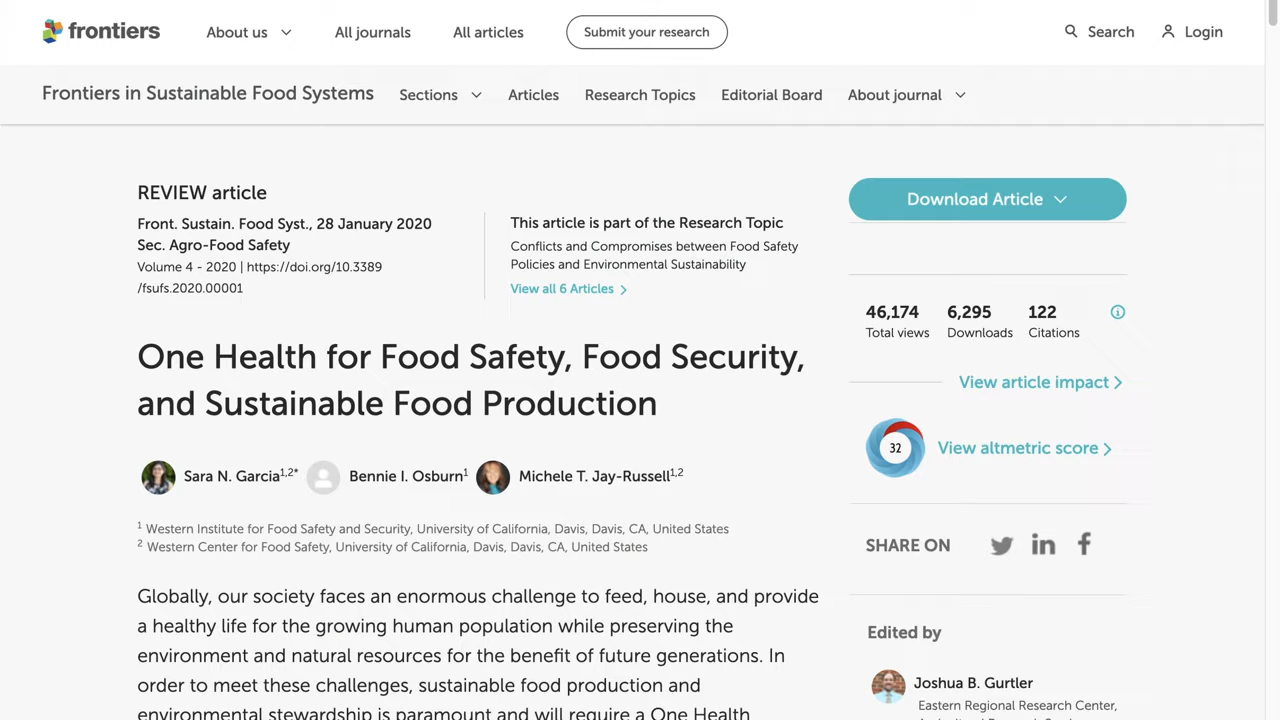 frontiers
About us
All journals
All articles
Submit your research
Search
Login
Frontiers in Sustainable Food Systems
Sections
Articles
Research Topics
Editorial Board
About journal
REVIEW article
Front. Sustain. Food Syst., 28 January 2020
Sec. Agro-Food Safety
Volume 4 - 2020 | https://doi.org/10.3389
/fsufs.2020.00001
This article is part of the Research Topic
Conflicts and Compromises between Food Safety
Policies and Environmental Sustainability
View all 6 Articles
Download Article
46,174 6,295 122
Total views Downloads Citations
View article impact
32
View altmetric score
SHARE ON
Edited by
Joshua B. Gurtler
Eastern Regional Research Center,
One Health for Food Safety, Food Security,
and Sustainable Food Production
Sara N. Garcia1,2* Bennie I. Osburn1 Michele T. Jay-Russell1,2
1 Western Institute for Food Safety and Security, University of California, Davis, Davis, CA, United States
2 Western Center for Food Safety, University of California, Davis, Davis, CA, United States
Globally, our society faces an enormous challenge to feed, house, and provide
a healthy life for the growing human population while preserving the
environment and natural resources for the benefit of future generations. In
order to meet these challenges, sustainable food production and
environmental stewardship is paramount and will require a One Health